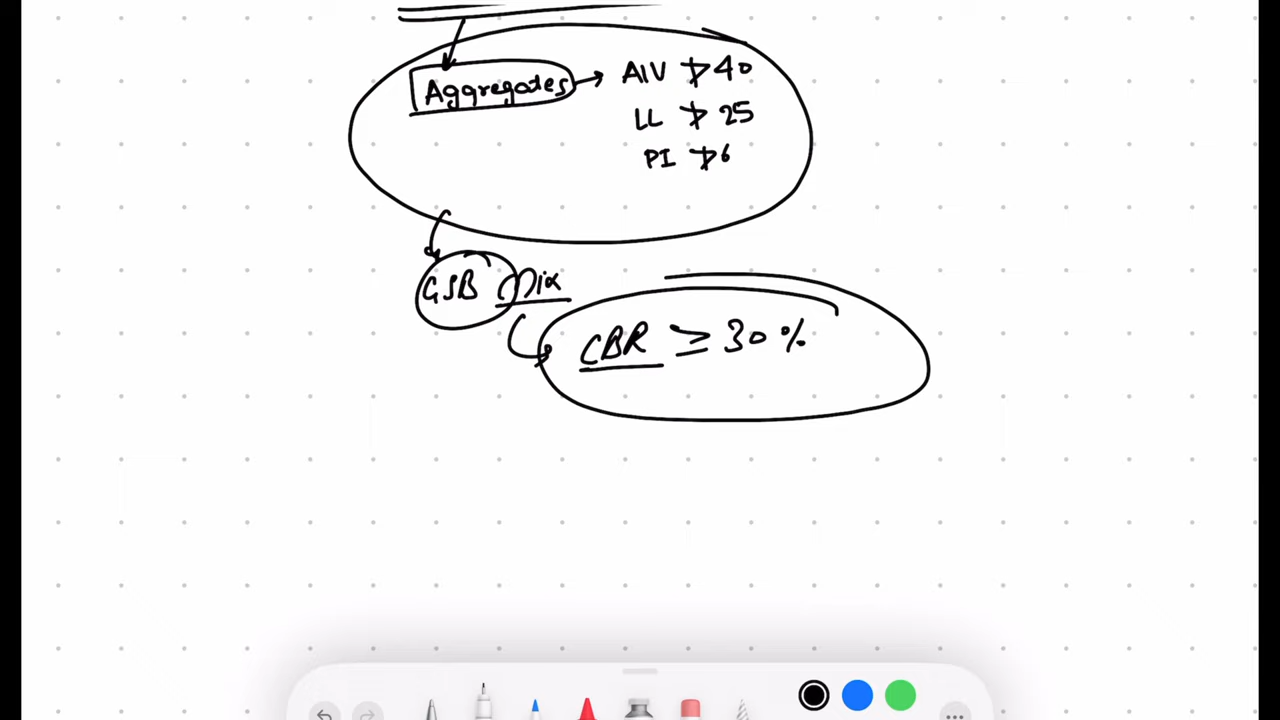 Aggregates → AIV ≯ 40
LL ≯ 25
PI ≯ 6
GSB Mix
CBR ≥ 30 %